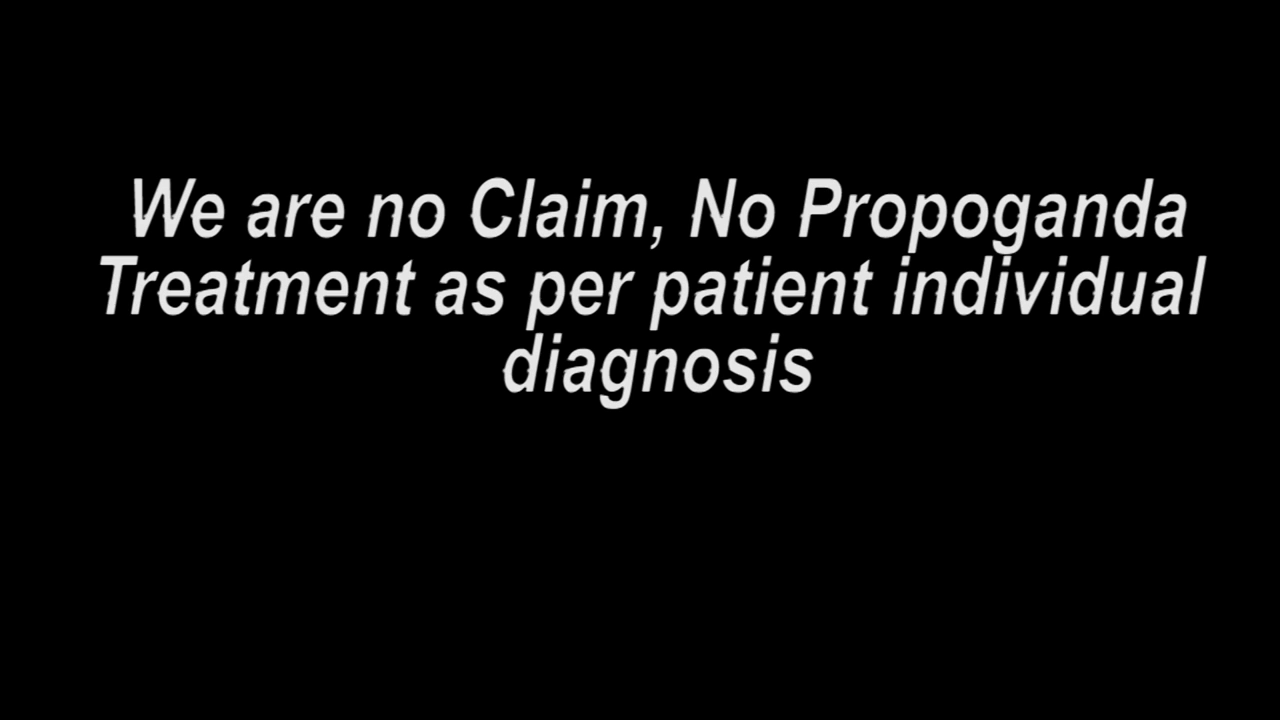 We are no Claim, No Propoganda
Treatment as per patient individual
diagnosis